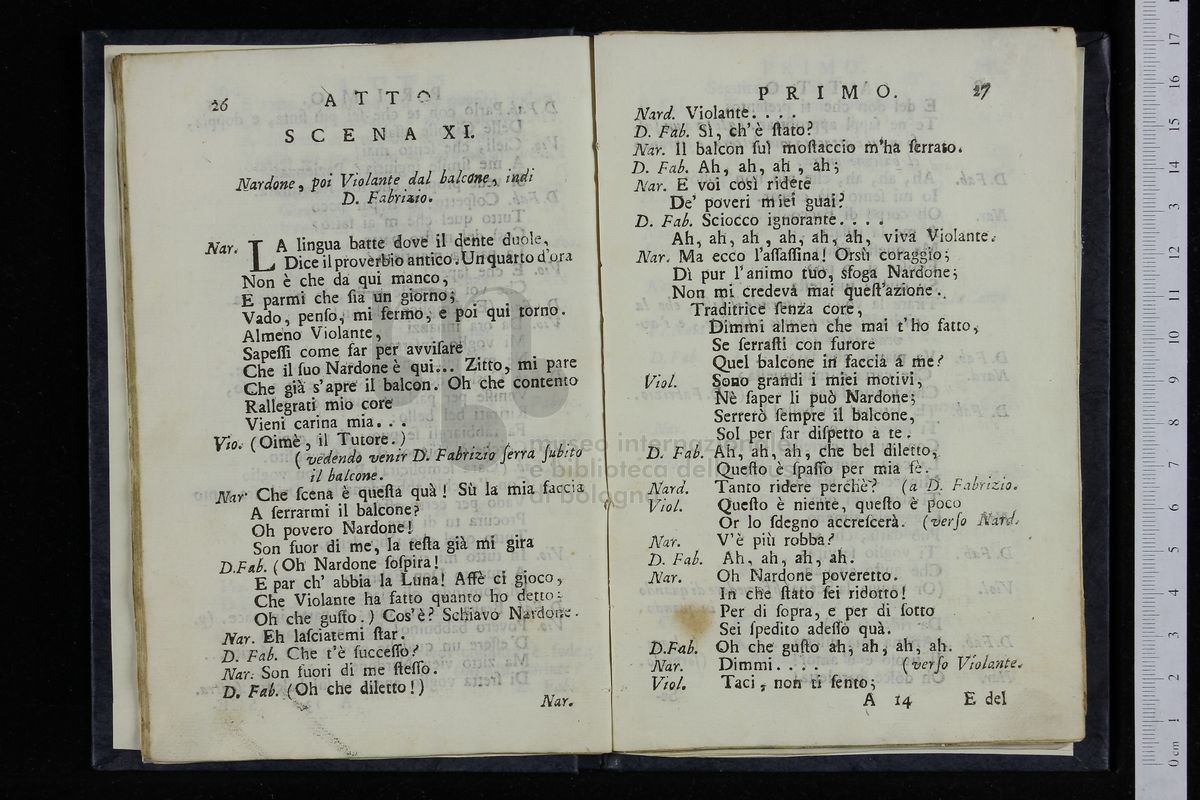 26
ATTO
SCENA XI.
Nardone, poi Violante dal balcone, indi
D. Fabrizio.
Nar. LA lingua batte dove il dente duole,
Dice il proverbio antico. Un quarto d'ora
Non è che da qui manco,
E parmi che ſia un giorno;
Vado, penſo, mi fermo, e poi qui torno.
Almeno Violante,
Sapeſſi come far per avviſare
Che il ſuo Nardone è qui... Zitto, mi pare
Che già s'apre il balcon. Oh che contento
Rallegrati mio core
Vieni carina mia. . .
Vio. (Oimè, il Tutore.)
( vedendo venir D. Fabrizio ſerra ſubito
il balcone.
Nar Che ſcena è queſta quà! Sù la mia faccia
A ſerrarmi il balcone?
Oh povero Nardone!
Son fuor di me, la teſta già mi gira
D.Fab. (Oh Nardone ſoſpira!
E par ch' abbia la Luna! Affè ci gioco,
Che Violante ha fatto quanto ho detto:
Oh che guſto.) Cos'è? Schiavo Nardone.
Nar. Eh laſciatemi ſtar.
D. Fab. Che t'è ſucceſſo?
Nar. Son fuori di me ſteſſo.
D. Fab. (Oh che diletto!)
Nar.
PRIMO.
27
Nard. Violante. . . .
D. Fab. Sì, ch'è ſtato?
Nar. Il balcon ſul moſtaccio m'ha ſerrato.
D. Fab. Ah, ah, ah, ah;
Nar. E voi così ridete
De' poveri miei guai?
D. Fab. Sciocco ignorante. . . .
Ah, ah, ah, ah, ah, ah, viva Violante.
Nar. Ma ecco l'aſſaſſina! Orsù coraggio;
Dì pur l'animo tuo, sfoga Nardone;
Non mi credeva mai queſt'azione.
Traditrice ſenza core,
Dimmi almen che mai t'ho fatto,
Se ſerraſti con furore
Quel balcone in faccia a me?
Viol. Sono grandi i miei motivi,
Nè ſaper li può Nardone;
Serrerò ſempre il balcone,
Sol per far diſpetto a te.
D. Fab. Ah, ah, ah, che bel diletto,
Queſto è ſpaſſo per mia fè.
Nard. Tanto ridere perchè? (a D. Fabrizio.
Viol. Queſto è niente, queſto è poco
Or lo ſdegno accreſcerà. (verſo Nard.
Nar. V'è più robba?
D. Fab. Ah, ah, ah, ah.
Nar. Oh Nardone poveretto.
In che ſtato ſei ridotto!
Per di ſopra, e per di ſotto
Sei ſpedito adeſſo quà.
D.Fab. Oh che guſto ah, ah, ah, ah.
Nar. Dimmi. . . . (verſo Violante.
Viol. Taci, non ti ſento;
A 14 E del
museo internazionale
e biblioteca della musica
di bologna